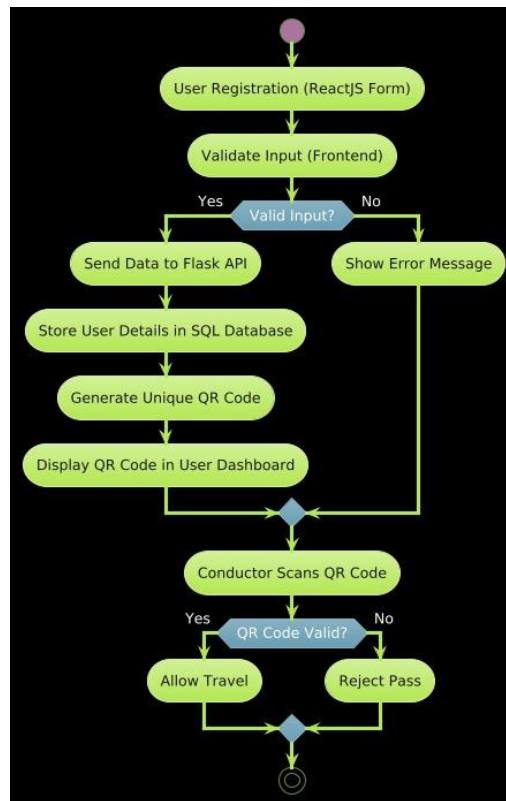 User Registration (ReactJS Form)
Validate Input (Frontend)
Yes
Valid Input?
No
Send Data to Flask API
Show Error Message
Store User Details in SQL Database
Generate Unique QR Code
Display QR Code in User Dashboard
Conductor Scans QR Code
Yes
QR Code Valid?
No
Allow Travel
Reject Pass